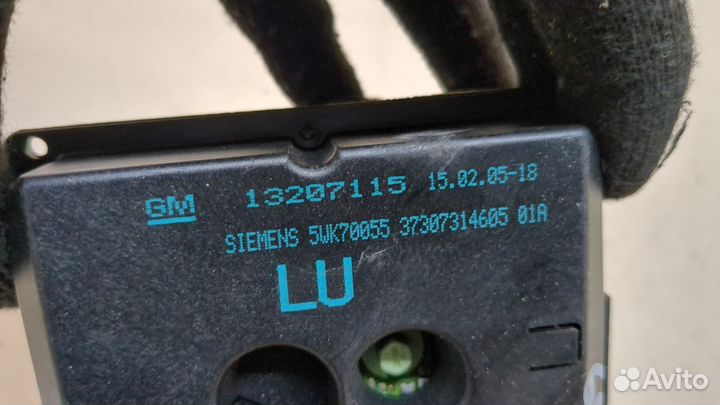 GM 13207115 15.02.05-18
SIEMENS 5WK70055 37307314605 01A
LU
Avito